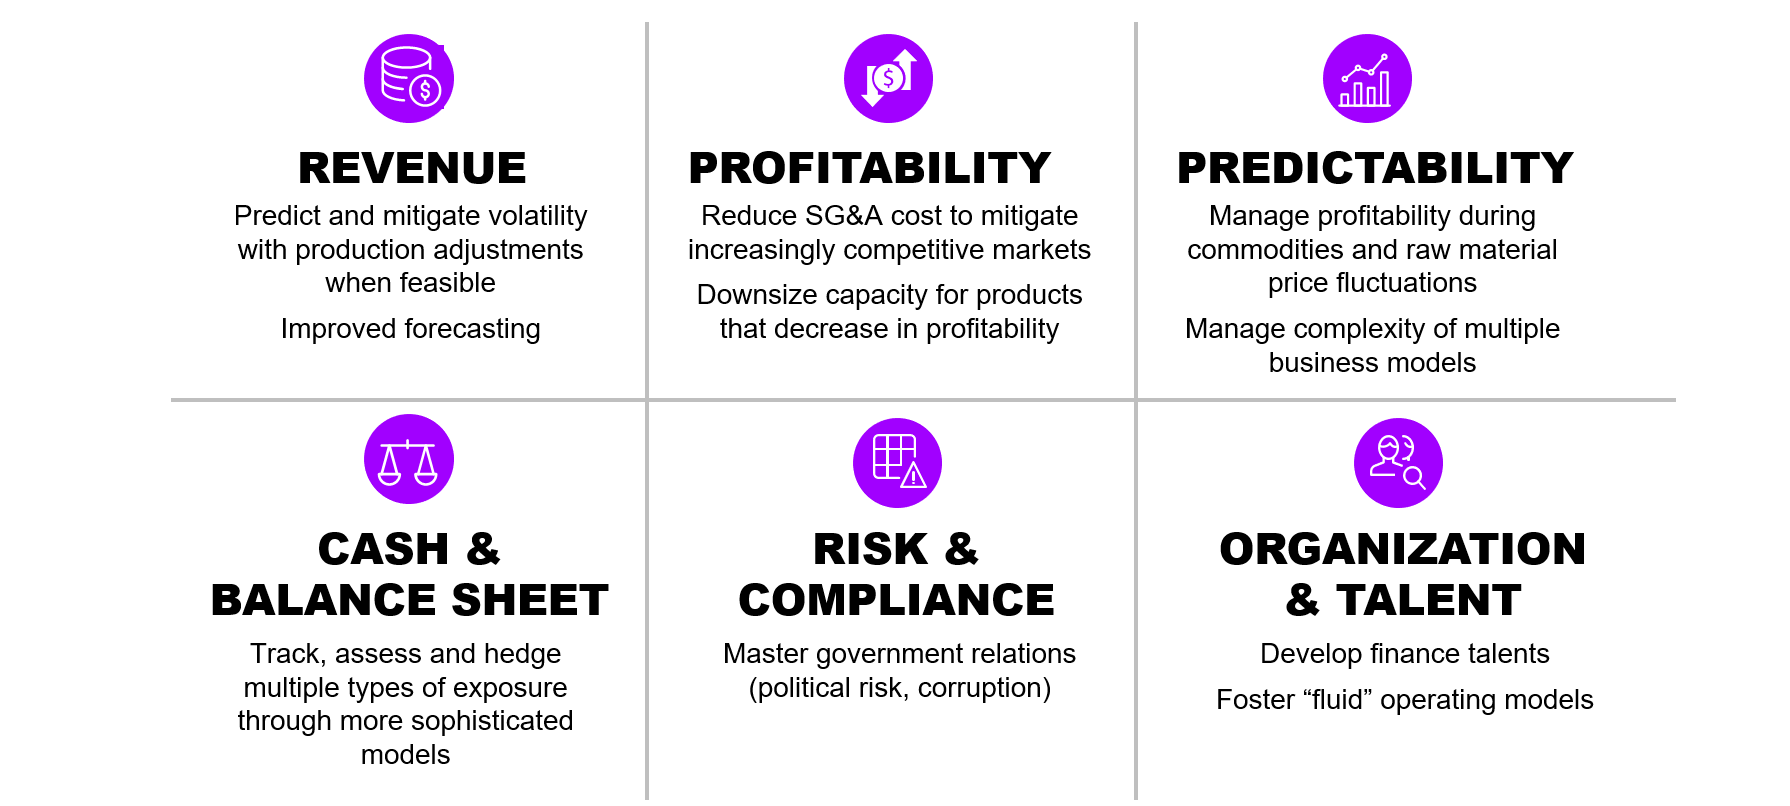 REVENUE
Predict and mitigate volatility
with production adjustments
when feasible
Improved forecasting
PROFITABILITY
Reduce SG&A cost to mitigate
increasingly competitive markets
Downsize capacity for products
that decrease in profitability
PREDICTABILITY
Manage profitability during
commodities and raw material
price fluctuations
Manage complexity of multiple
business models
CASH &
BALANCE SHEET
Track, assess and hedge
multiple types of exposure
through more sophisticated
models
RISK &
COMPLIANCE
Master government relations
(political risk, corruption)
ORGANIZATION
& TALENT
Develop finance talents
Foster “fluid” operating models